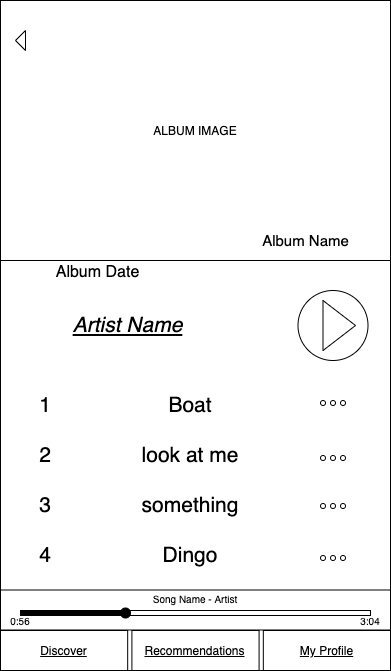 ALBUM IMAGE
Album Name
Album Date
Artist Name
1 Boat
2 look at me
3 something
4 Dingo
Song Name - Artist
0:56 3:04
Discover Recommendations My Profile